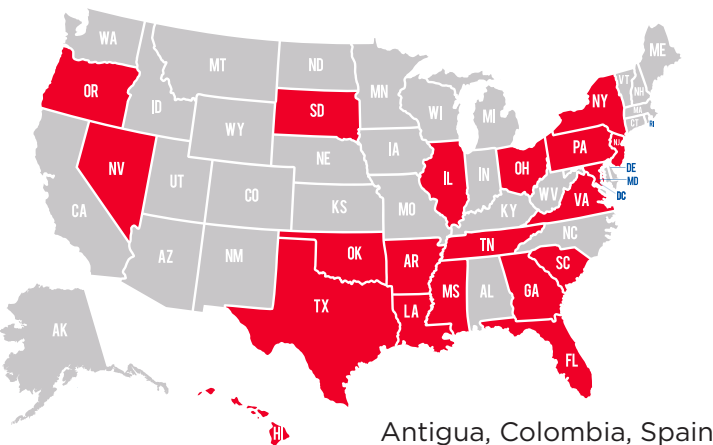 WA
ME
MT
ND
VT
NH
MN
OR
ID
SD
WI
MI
NY
MA
CT
RI
WY
IA
PA
NJ
NE
NV
IL
IN
OH
DE
MD
UT
CO
WV
VA
DC
CA
KS
MO
KY
NC
TN
AZ
NM
OK
AR
SC
MS
AL
GA
TX
LA
AK
FL
HI
Antigua, Colombia, Spain